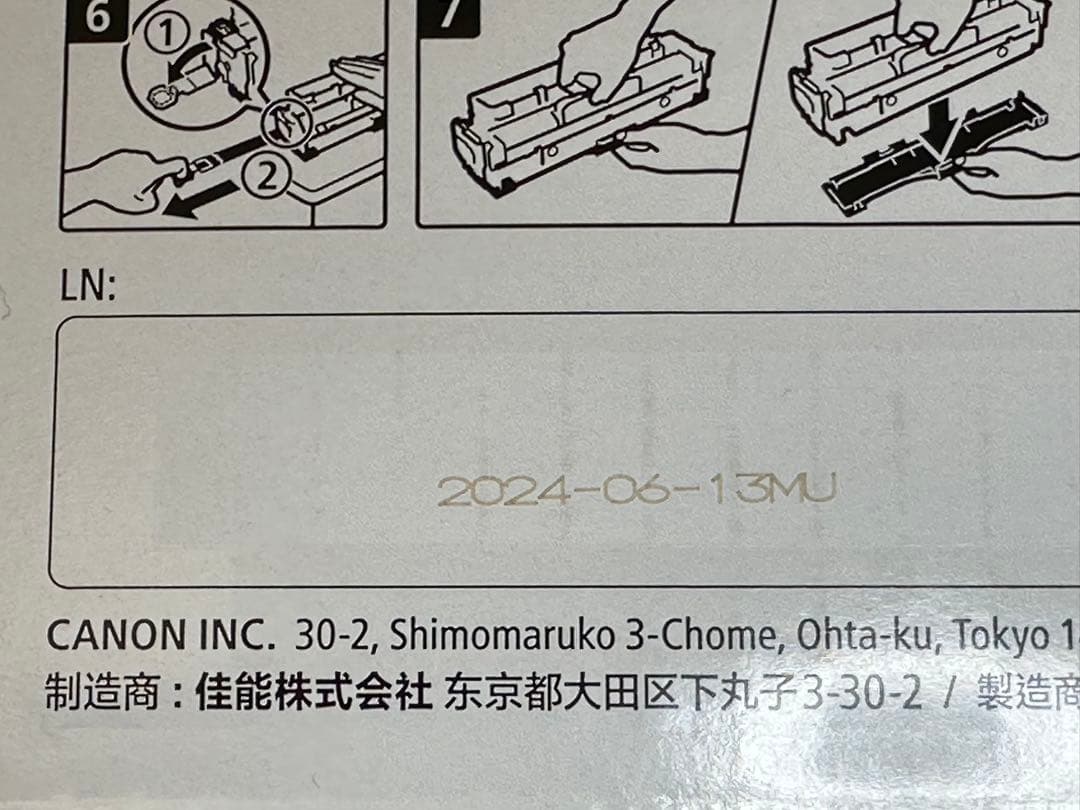 6
7
①
②
LN:
2024-06-13MU
CANON INC. 30-2, Shimomaruko 3-Chome, Ohta-ku, Tokyo 1
制造商 : 佳能株式会社 东京都大田区下丸子3-30-2 / 製造商